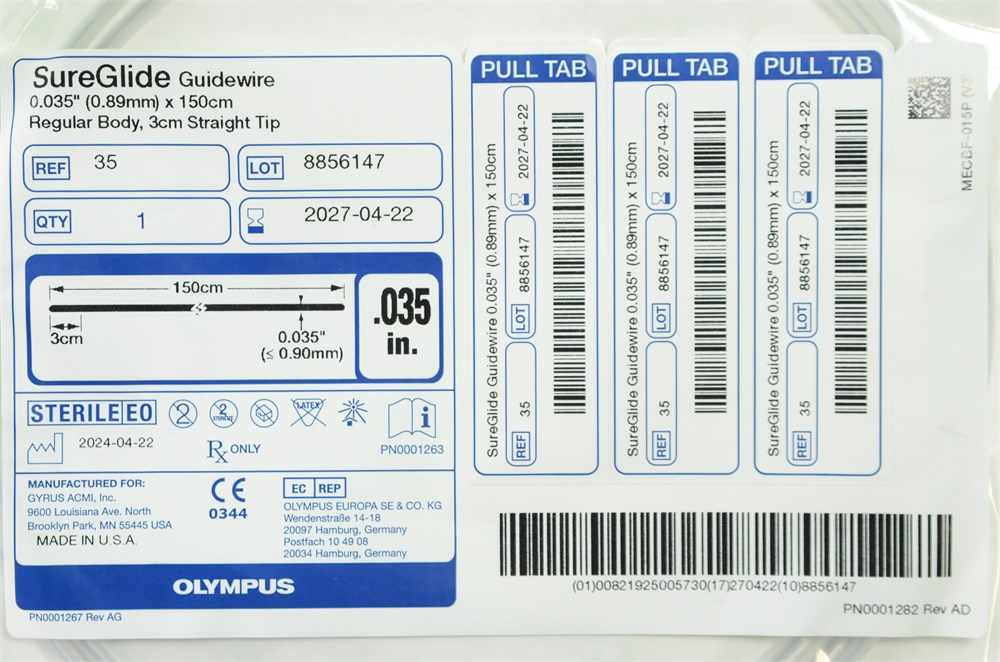 SureGlide Guidewire
0.035" (0.89mm) x 150cm
Regular Body, 3cm Straight Tip
REF 35
LOT 8856147
QTY 1
2027-04-22
150cm
3cm
0.035"
(≤ 0.90mm)
.035
in.
STERILE EO
2
2
STERILIZE
LATEX
i
2024-04-22
Rx ONLY
PN0001263
MANUFACTURED FOR:
GYRUS ACMI, Inc.
9600 Louisiana Ave. North
Brooklyn Park, MN 55445 USA
MADE IN U.S.A.
CE
0344
EC REP
OLYMPUS EUROPA SE & CO. KG
Wendenstraße 14-18
20097 Hamburg, Germany
Postfach 10 49 08
20034 Hamburg, Germany
OLYMPUS
PN0001267 Rev AG
PULL TAB
SureGlide Guidewire 0.035" (0.89mm) x 150cm
REF 35 LOT 8856147 2027-04-22
PULL TAB
SureGlide Guidewire 0.035" (0.89mm) x 150cm
REF 35 LOT 8856147 2027-04-22
PULL TAB
SureGlide Guidewire 0.035" (0.89mm) x 150cm
REF 35 LOT 8856147 2027-04-22
MECBF-015P
(01)00821925005730(17)270422(10)8856147
PN0001282 Rev AD